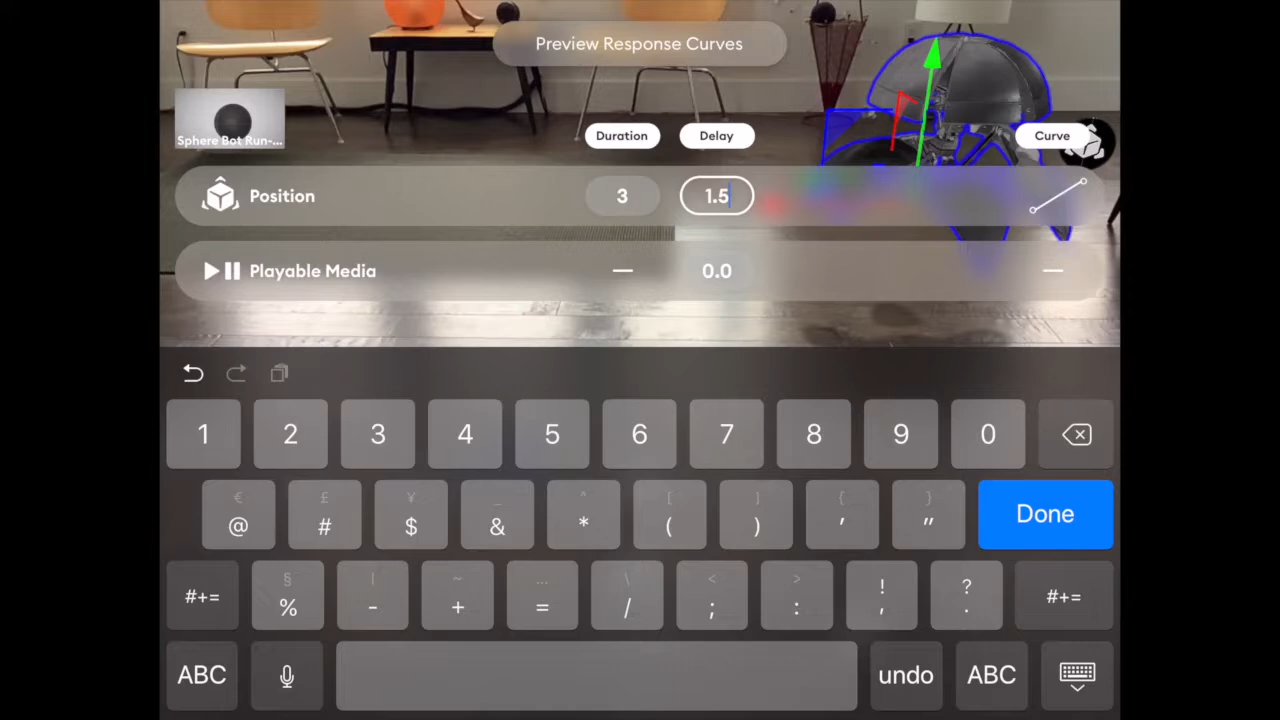 Preview Response Curves
Sphere Bot Run-...
Duration Delay Curve
Position 3 1.5
Playable Media — 0.0 —
1 2 3 4 5 6 7 8 9 0
€ £ ¥ _ ^ [ ] { }
@ # $ & * ( ) ' " Done
§ | ~ ... \ < > ! ?
#+= % - + = / ; : , . #+=
ABC undo ABC